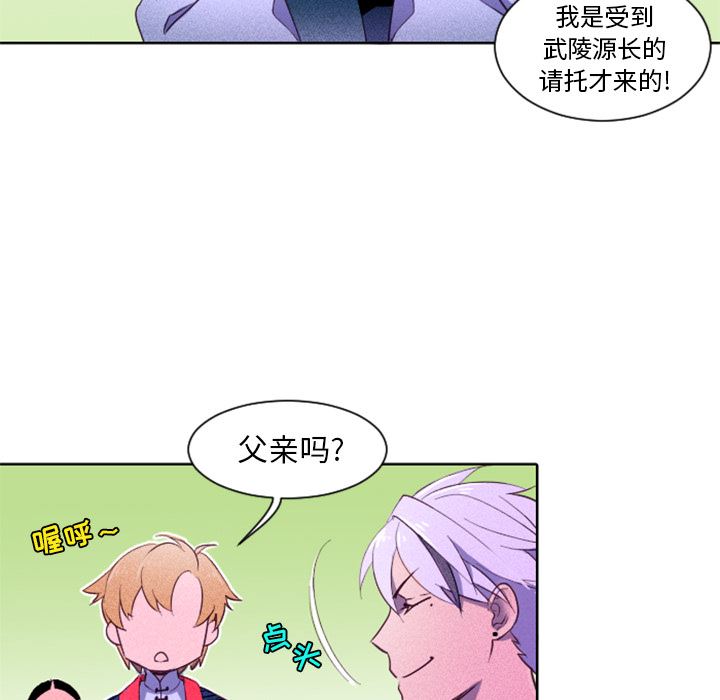 我是受到
武陵源长的
请托才来的!
父亲吗?
喔呼～
点头